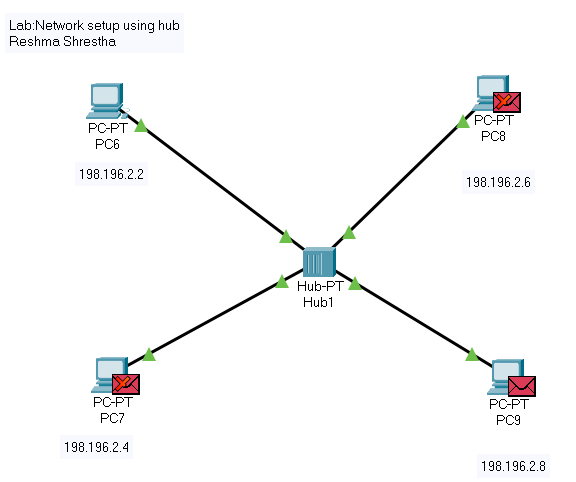 Lab:Network setup using hub
Reshma Shrestha
PC-PT
PC6
198.196.2.2
PC-PT
PC8
198.196.2.6
Hub-PT
Hub1
PC-PT
PC7
198.196.2.4
PC-PT
PC9
198.196.2.8